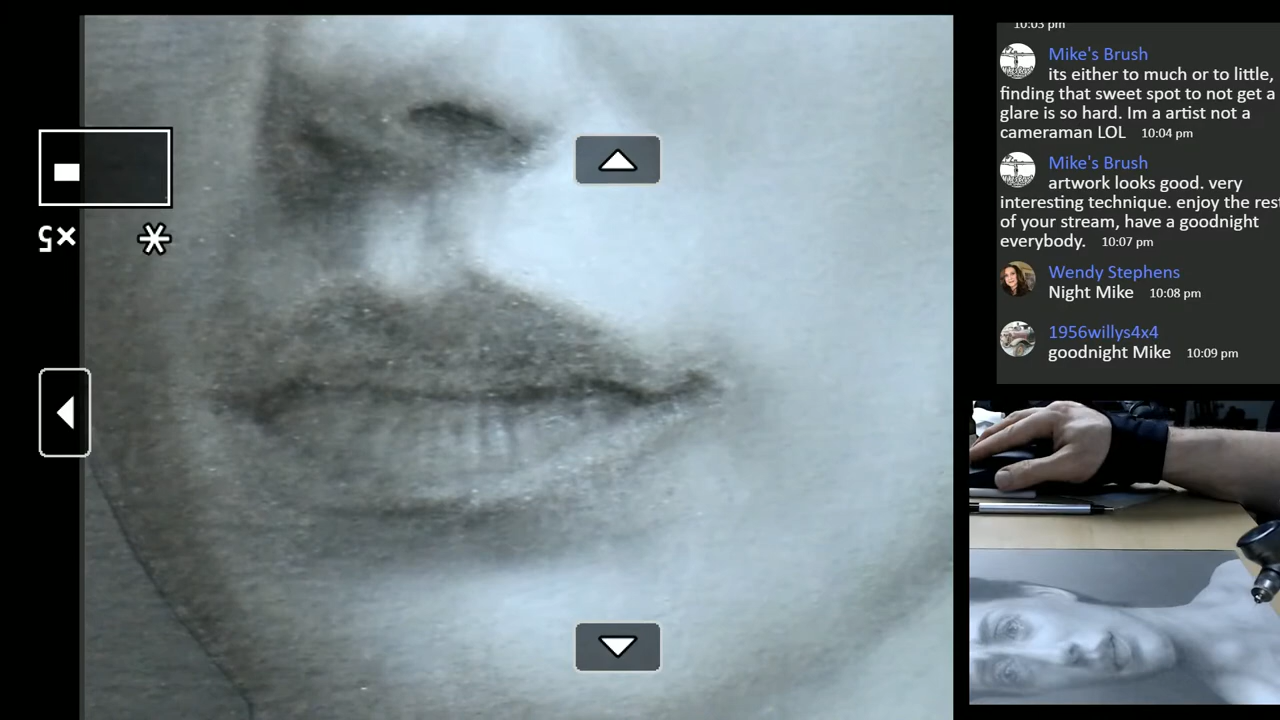 10:03 pm
Mike's Brush
its either to much or to little,
finding that sweet spot to not get a
glare is so hard. Im a artist not a
cameraman LOL 10:04 pm
Mike's Brush
artwork looks good. very
interesting technique. enjoy the res
of your stream, have a goodnight
everybody. 10:07 pm
Wendy Stephens
Night Mike 10:08 pm
1956willys4x4
goodnight Mike 10:09 pm
x5